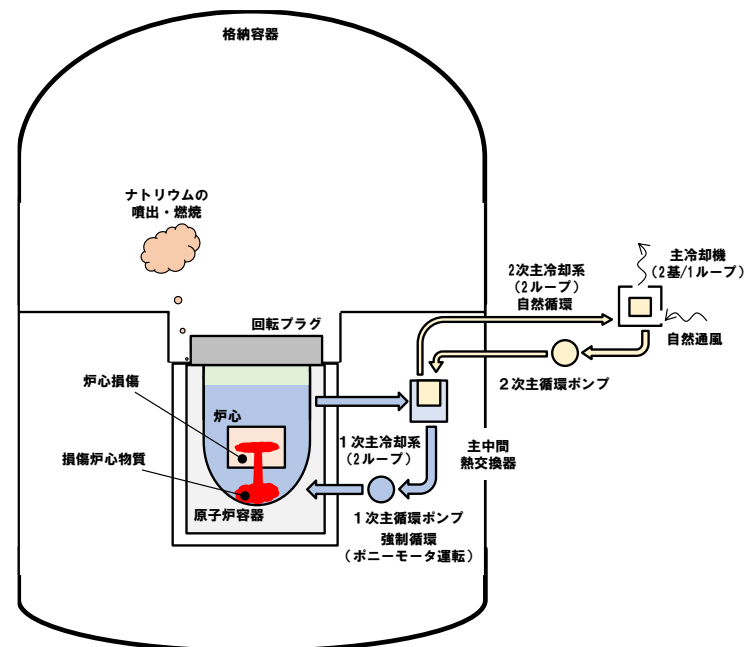 格納容器
ナトリウムの
噴出・燃焼
2次主冷却系
(2ループ)
自然循環
主冷却機
(2基/1ループ)
自然通風
回転プラグ
2次主循環ポンプ
炉心損傷
炉心
1次主冷却系
(2ループ)
主中間
熱交換器
損傷炉心物質
原子炉容器
1次主循環ポンプ
強制循環
(ポニーモータ運転)